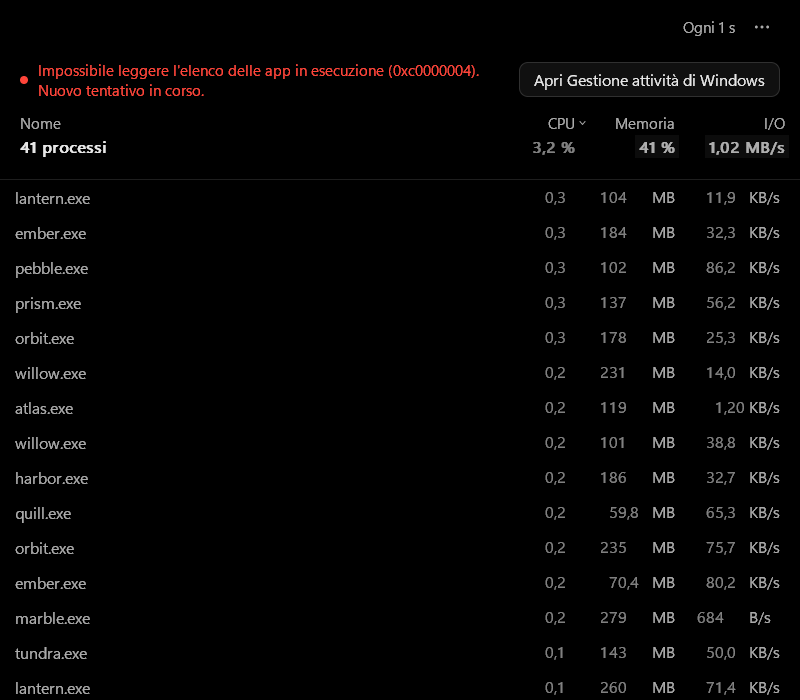 Ogni 1 s
Impossibile leggere l'elenco delle app in esecuzione (0xc0000004).
Nuovo tentativo in corso.
Apri Gestione attività di Windows
Nome CPU Memoria I/O
41 processi 3,2 % 41 % 1,02 MB/s
lantern.exe 0,3 104 MB 11,9 KB/s
ember.exe 0,3 184 MB 32,3 KB/s
pebble.exe 0,3 102 MB 86,2 KB/s
prism.exe 0,3 137 MB 56,2 KB/s
orbit.exe 0,3 178 MB 25,3 KB/s
willow.exe 0,2 231 MB 14,0 KB/s
atlas.exe 0,2 119 MB 1,20 KB/s
willow.exe 0,2 101 MB 38,8 KB/s
harbor.exe 0,2 186 MB 32,7 KB/s
quill.exe 0,2 59,8 MB 65,3 KB/s
orbit.exe 0,2 235 MB 75,7 KB/s
ember.exe 0,2 70,4 MB 80,2 KB/s
marble.exe 0,2 279 MB 684 B/s
tundra.exe 0,1 143 MB 50,0 KB/s
lantern.exe 0,1 260 MB 71,4 KB/s